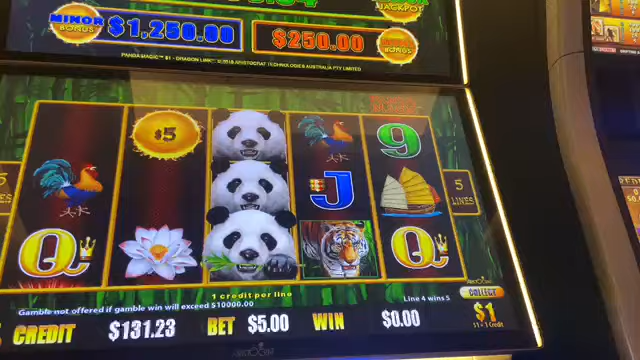 JACKPOT
MINOR
BONUS
$1,250.00
$250.00
BONUS
PANDA MAGIC™ $1 - DRAGON LINK™ © 2016 ARISTOCRAT TECHNOLOGIES AUSTRALIA PTY LIMITED
$5
9
J
5
LINES
5
Q
Q
1 credit per line
Gamble not offered if gamble win will exceed $10000.00
Line 4 wins 5
COLLECT
CREDIT $131.23 BET $5.00 WIN $0.00
$1